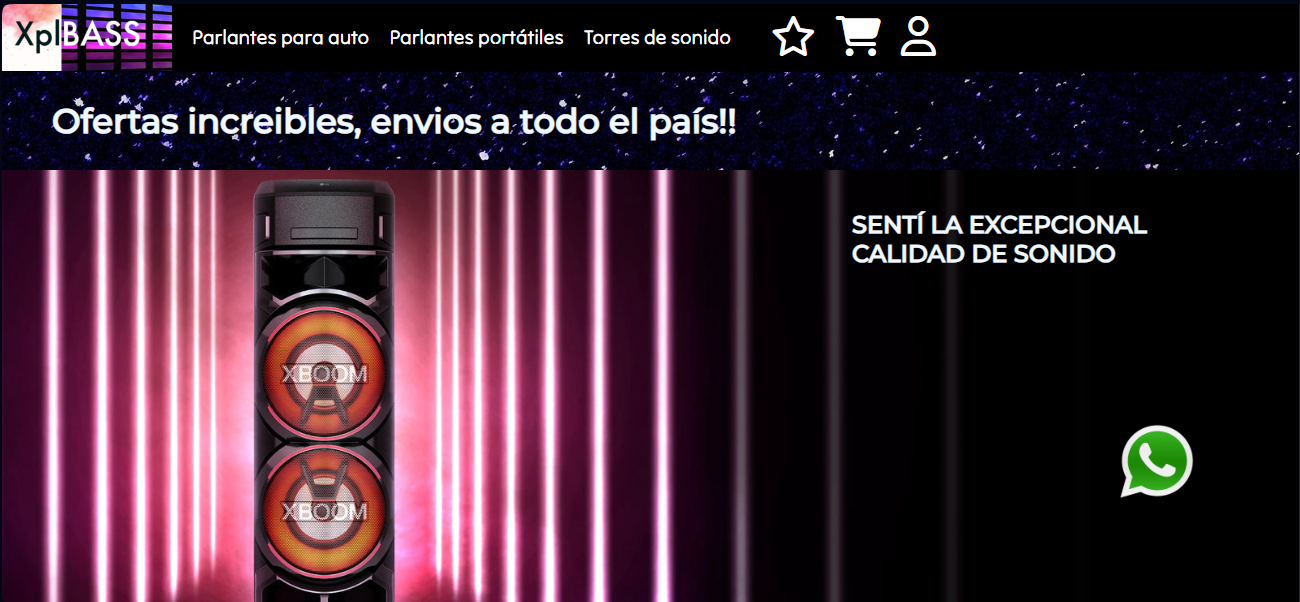 XplBASS
Parlantes para auto Parlantes portátiles Torres de sonido
Ofertas increibles, envios a todo el país!!
SENTÍ LA EXCEPCIONAL
CALIDAD DE SONIDO
XBOOM
XBOOM